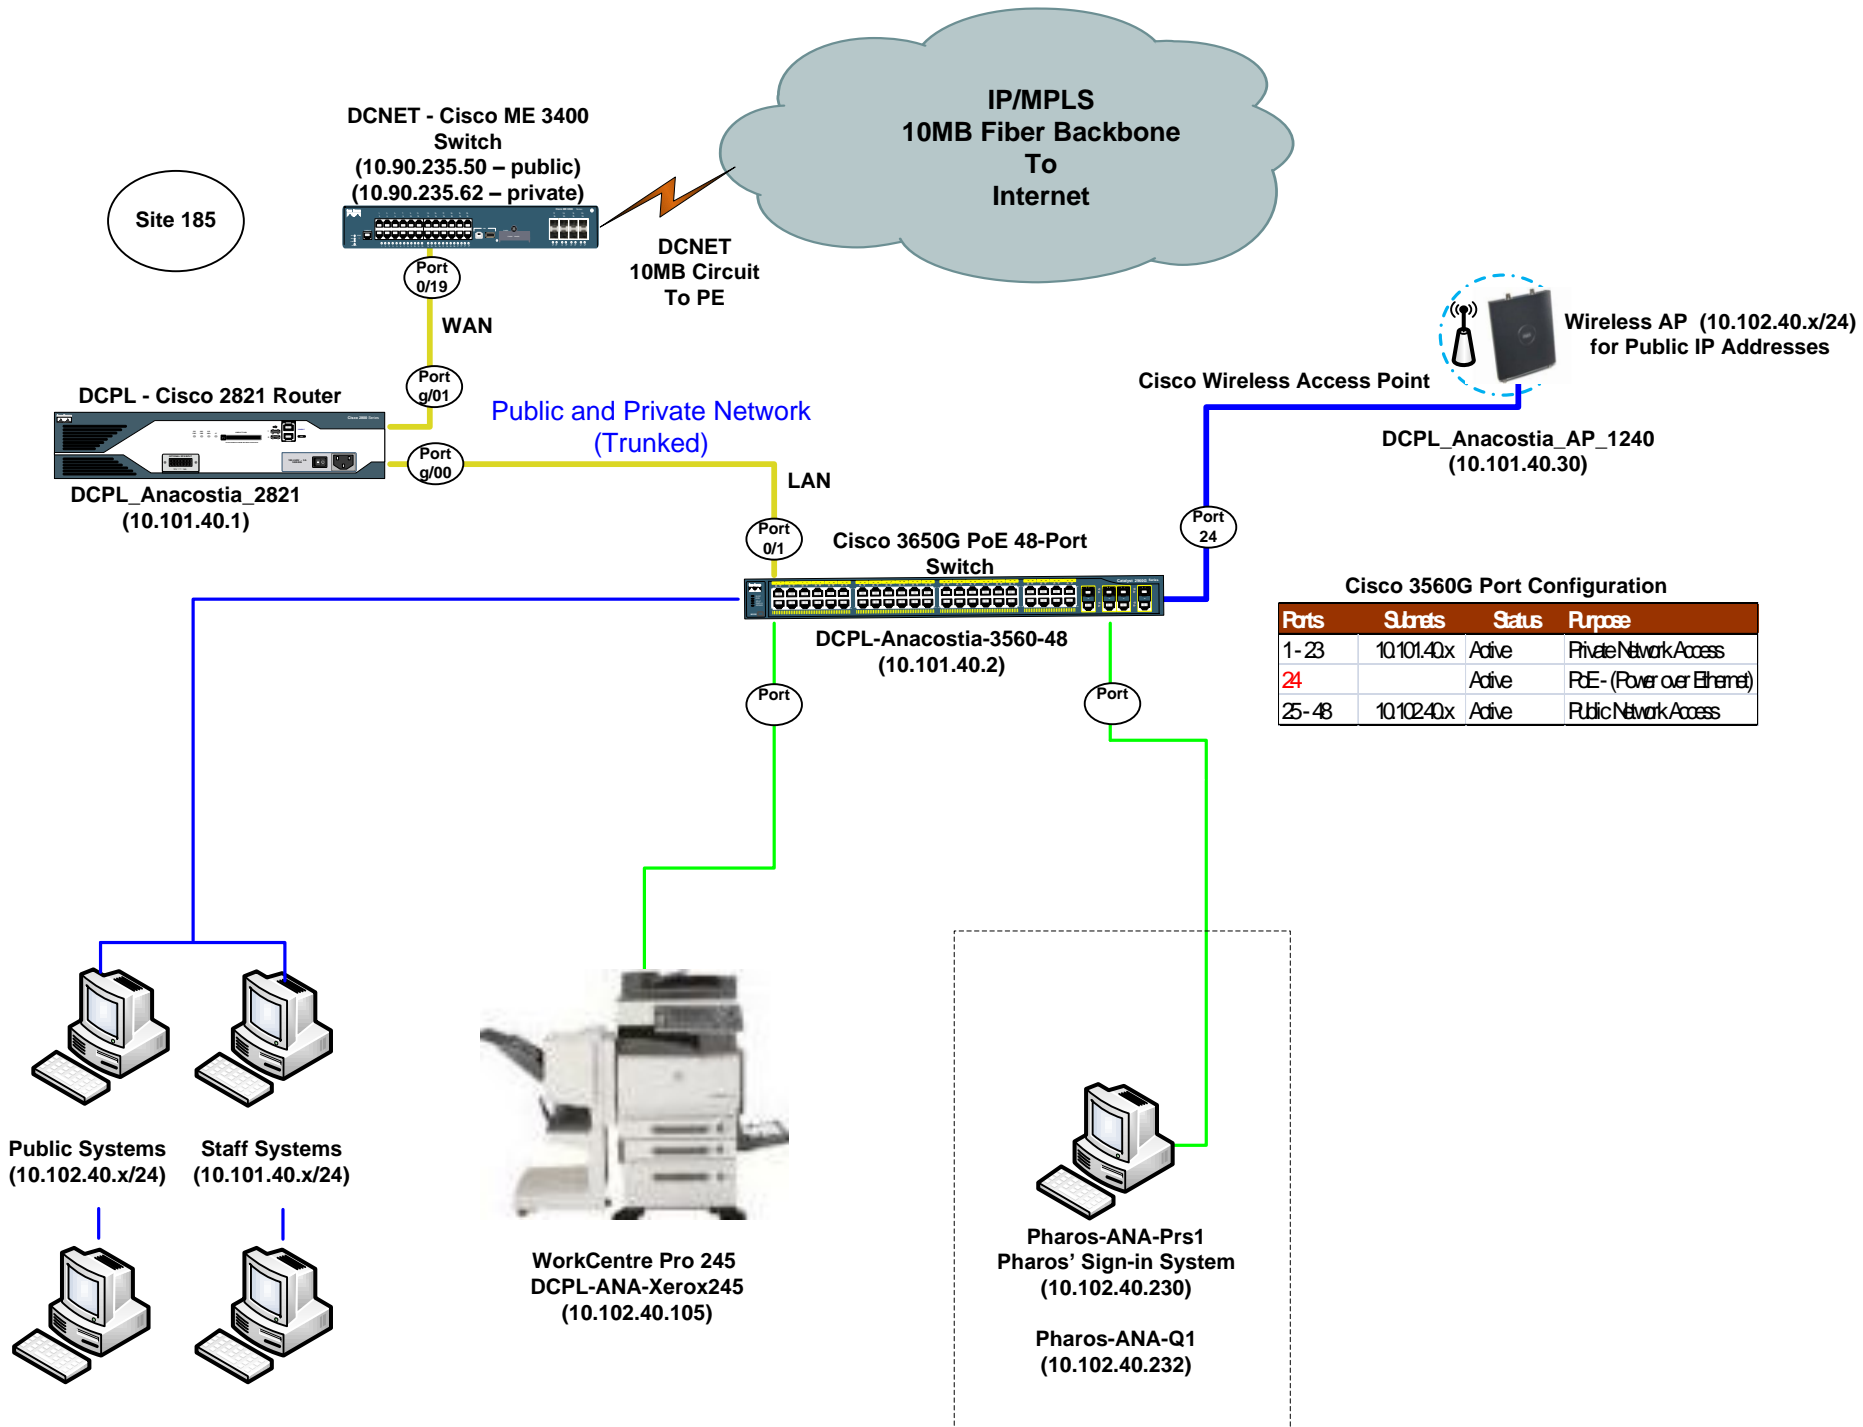 IP/MPLS
10MB Fiber Backbone
To
Internet
DCNET - Cisco ME 3400
Switch
(10.90.235.50 – public)
(10.90.235.62 – private)
Site 185
DCNET
10MB Circuit
To PE
Port
0/19
WAN
Port
g/01
DCPL - Cisco 2821 Router
Cisco 2800 Series
DCPL_Anacostia_2821
(10.101.40.1)
Port
g/00
Public and Private Network
(Trunked)
LAN
Port
0/1
Wireless AP  (10.102.40.x/24)
for Public IP Addresses
Cisco Wireless Access Point
DCPL_Anacostia_AP_1240
(10.101.40.30)
Port
24
Cisco 3650G PoE 48-Port
Switch
DCPL-Anacostia-3560-48
(10.101.40.2)
Cisco 3560G Port Configuration
Ports Subnets Status Purpose
1 - 23 10.101.40.x Active Private Network Access
24 Active PoE - (Power over Ethernet)
25 - 48 10.102.40.x Active Public Network Access
Port
Port
Public Systems
(10.102.40.x/24)
Staff Systems
(10.101.40.x/24)
WorkCentre Pro 245
DCPL-ANA-Xerox245
(10.102.40.105)
Pharos-ANA-Prs1
Pharos’ Sign-in System
(10.102.40.230)
Pharos-ANA-Q1
(10.102.40.232)